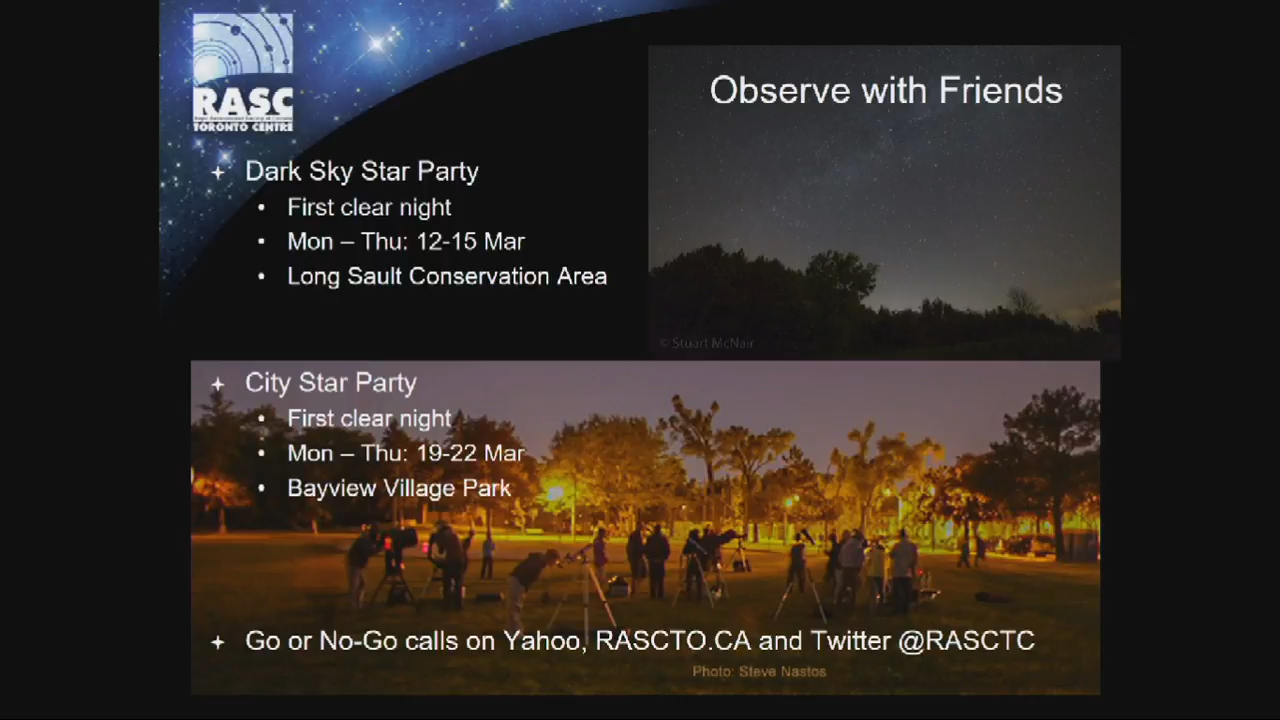 RASC
TORONTO CENTRE
Observe with Friends
Dark Sky Star Party
First clear night
Mon – Thu: 12-15 Mar
Long Sault Conservation Area
© Stuart McNair
City Star Party
First clear night
Mon – Thu: 19-22 Mar
Bayview Village Park
Go or No-Go calls on Yahoo, RASCTO.CA and Twitter @RASCTC
Photo: Steve Nastos